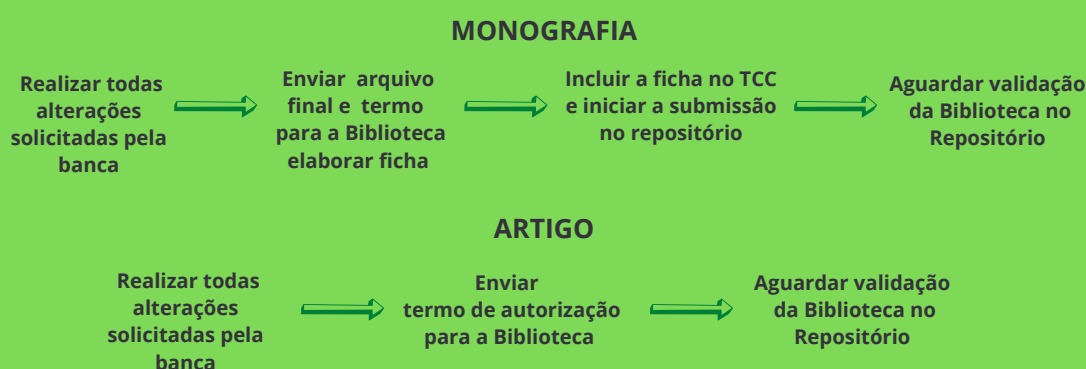 MONOGRAFIA
Realizar todas
alterações
solicitadas pela
banca
Enviar arquivo
final e termo
para a Biblioteca
elaborar ficha
Incluir a ficha no TCC
e iniciar a submissão
no repositório
Aguardar validação
da Biblioteca no
Repositório
ARTIGO
Realizar todas
alterações
solicitadas pela
banca
Enviar
termo de autorização
para a Biblioteca
Aguardar validação
da Biblioteca no
Repositório